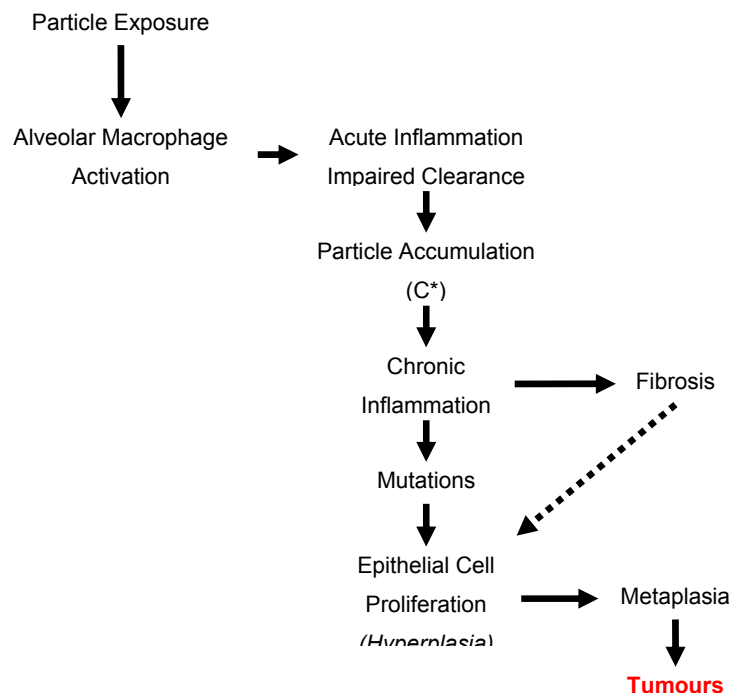 Particle Exposure
Alveolar Macrophage
Activation
Acute Inflammation
Impaired Clearance
Particle Accumulation
(C*)
Chronic
Inflammation
Fibrosis
Mutations
Epithelial Cell
Proliferation
(Hyperplasia)
Metaplasia
Tumours